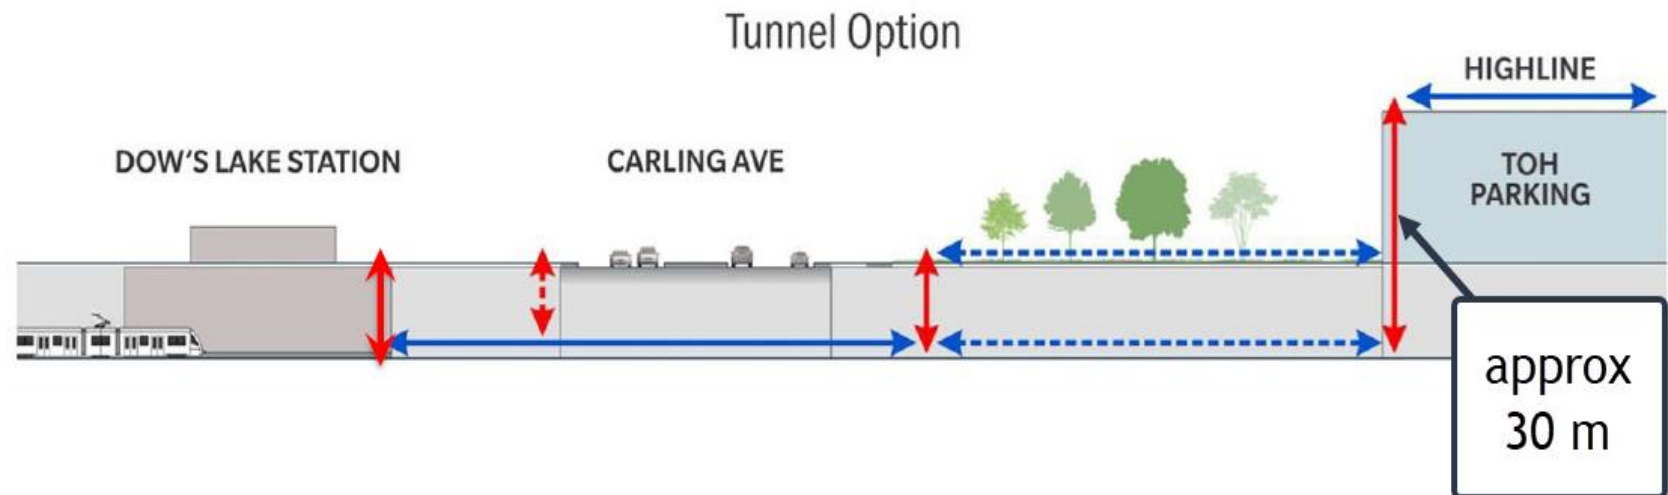 Tunnel Option
HIGHLINE
DOW'S LAKE STATION
CARLING AVE
TOH
PARKING
approx
30 m